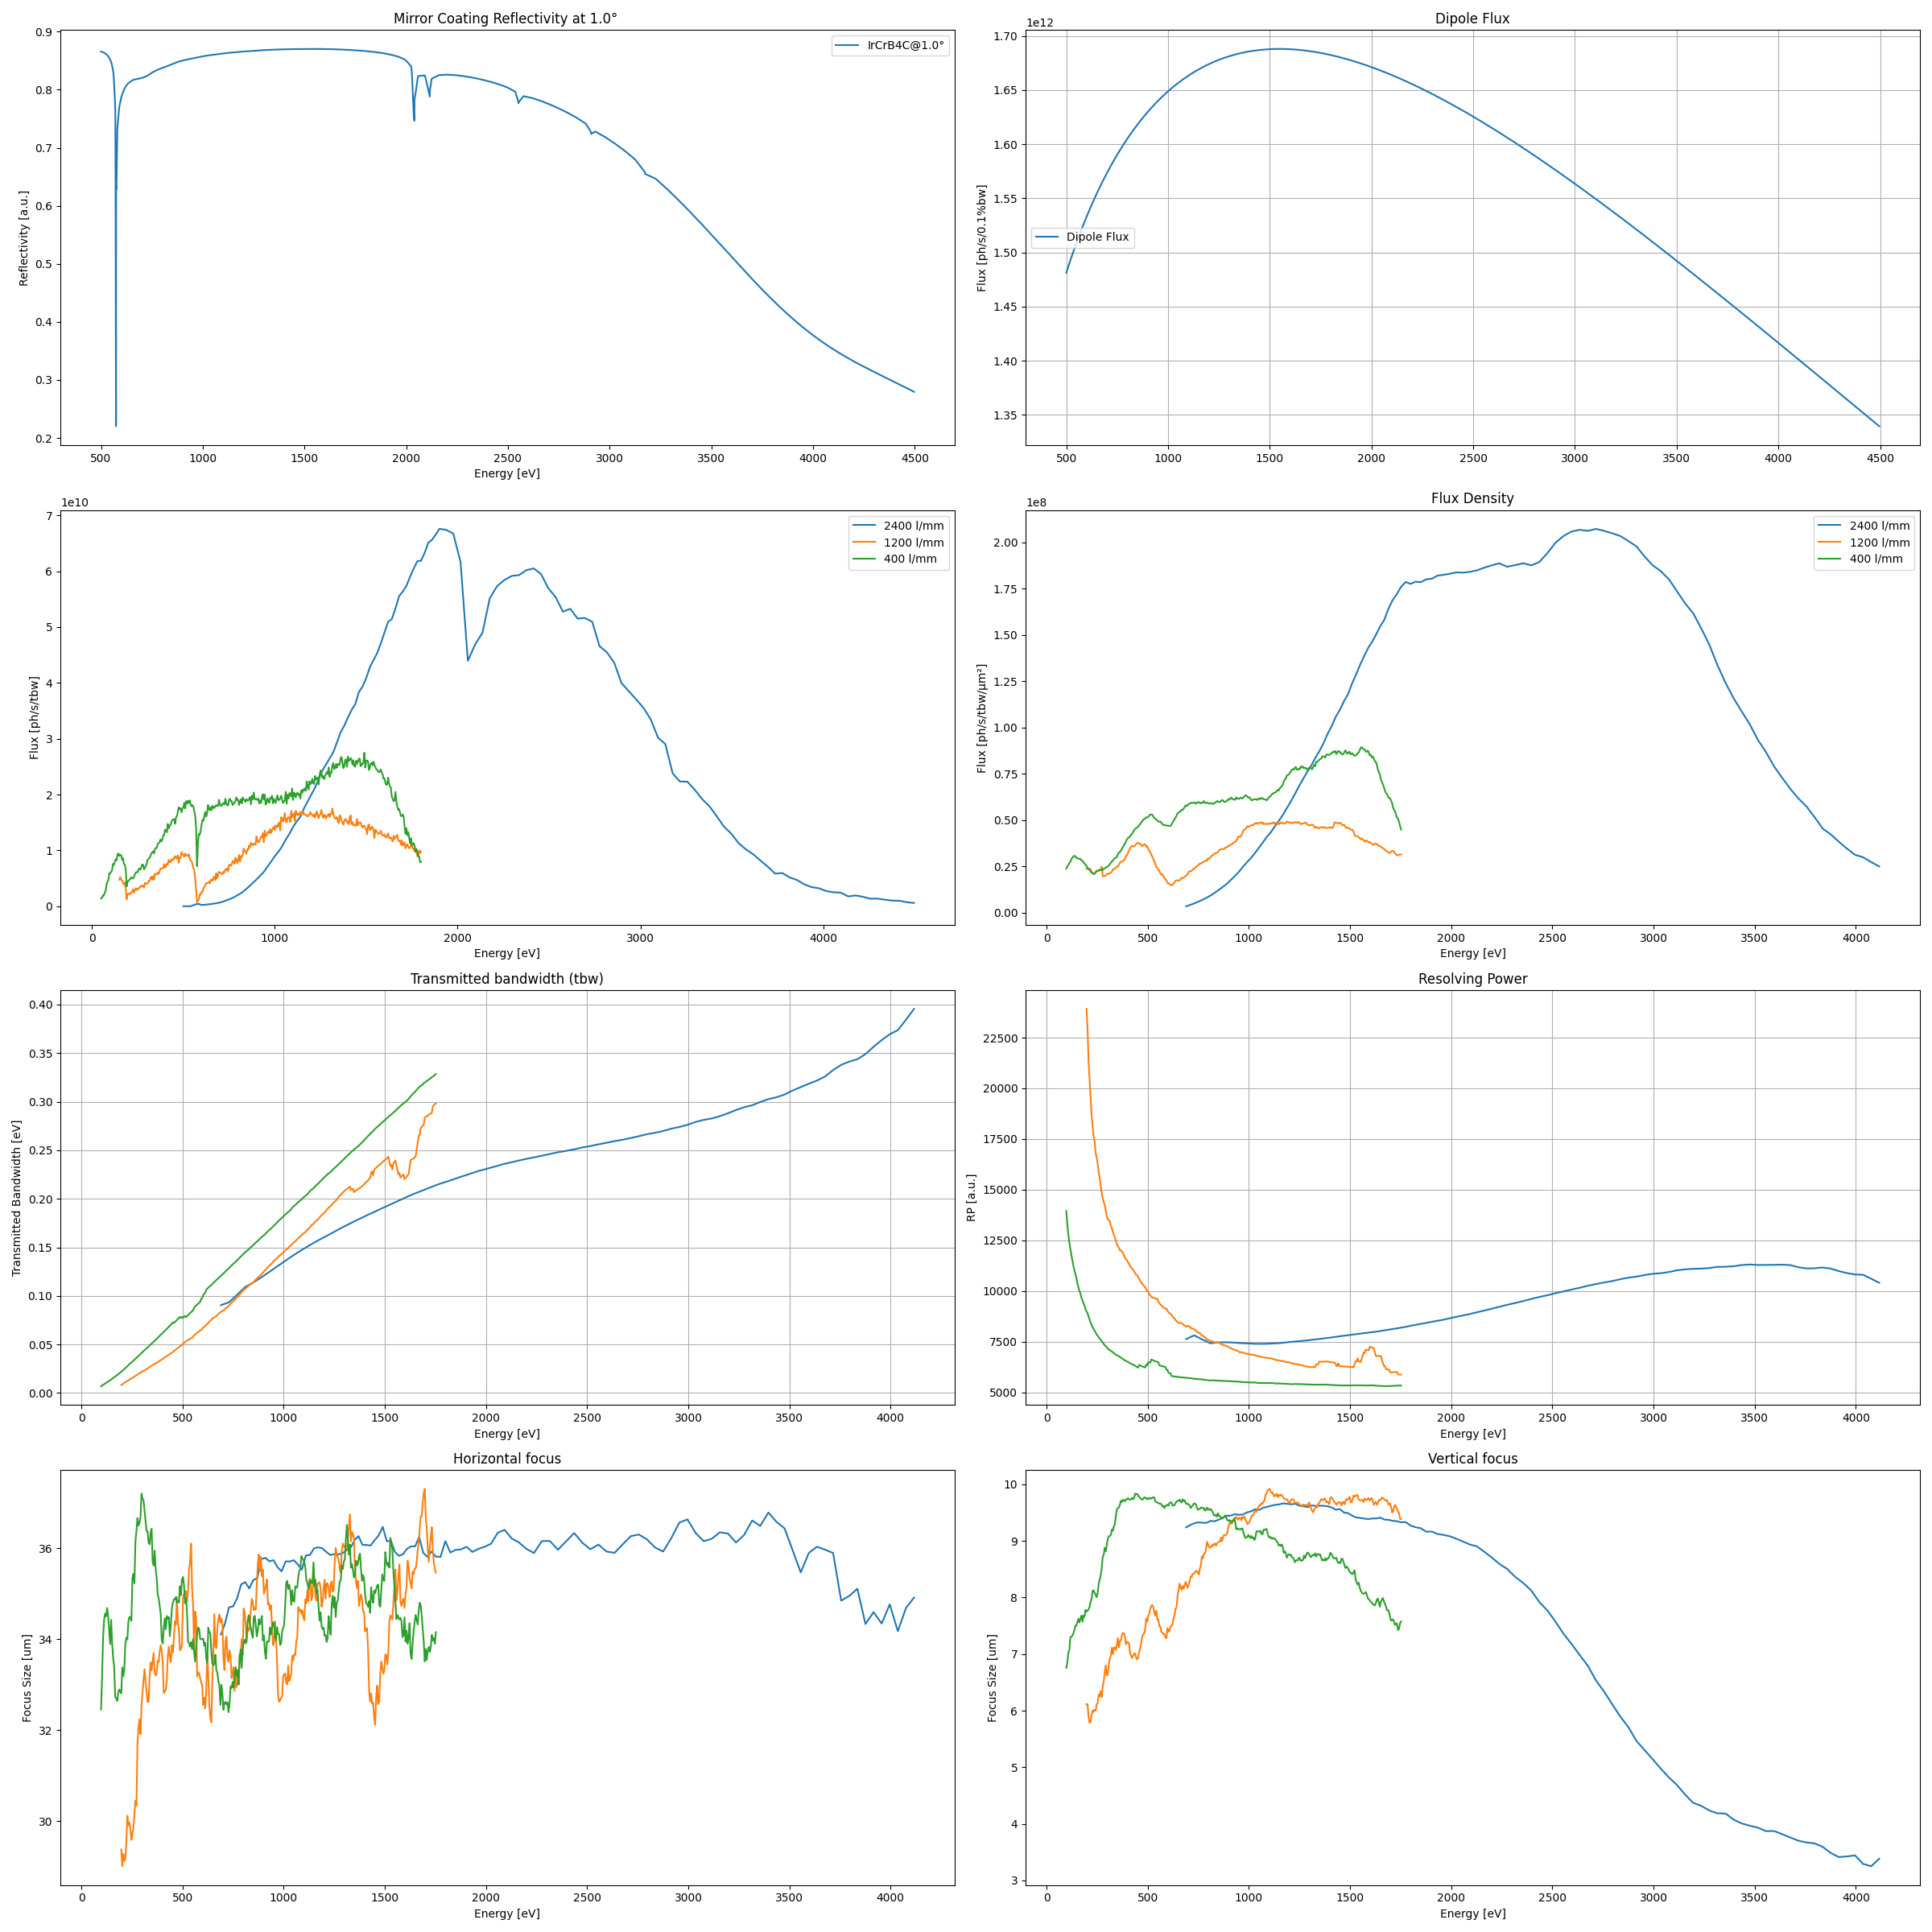 Mirror Coating Reflectivity at 1.0°
Reflectivity [a.u.]
0.9
0.8
0.7
0.6
0.5
0.4
0.3
0.2
IrCrB4C@1.0°
500 1000 1500 2000 2500 3000 3500 4000 4500
Energy [eV]
Dipole Flux
1e12
Flux [ph/s/0.1%bw]
1.70
1.65
1.60
1.55
1.50
1.45
1.40
1.35
Dipole Flux
500 1000 1500 2000 2500 3000 3500 4000 4500
1e10
Flux [ph/s/tbw]
7
6
5
4
3
2
1
0
2400 l/mm
1200 l/mm
400 l/mm
0 1000 2000 3000 4000
Energy [eV]
Flux Density
1e8
Flux [ph/s/tbw/µm²]
2.00
1.75
1.50
1.25
1.00
0.75
0.50
0.25
0.00
2400 l/mm
1200 l/mm
400 l/mm
0 500 1000 1500 2000 2500 3000 3500 4000
Energy [eV]
Transmitted bandwidth (tbw)
Transmitted Bandwidth [eV]
0.40
0.35
0.30
0.25
0.20
0.15
0.10
0.05
0.00
0 500 1000 1500 2000 2500 3000 3500 4000
Energy [eV]
Resolving Power
RP [a.u.]
22500
20000
17500
15000
12500
10000
7500
5000
0 500 1000 1500 2000 2500 3000 3500 4000
Energy [eV]
Horizontal focus
Focus Size [um]
36
34
32
30
0 500 1000 1500 2000 2500 3000 3500 4000
Energy [eV]
Vertical focus
Focus Size [um]
10
9
8
7
6
5
4
3
0 500 1000 1500 2000 2500 3000 3500 4000
Energy [eV]